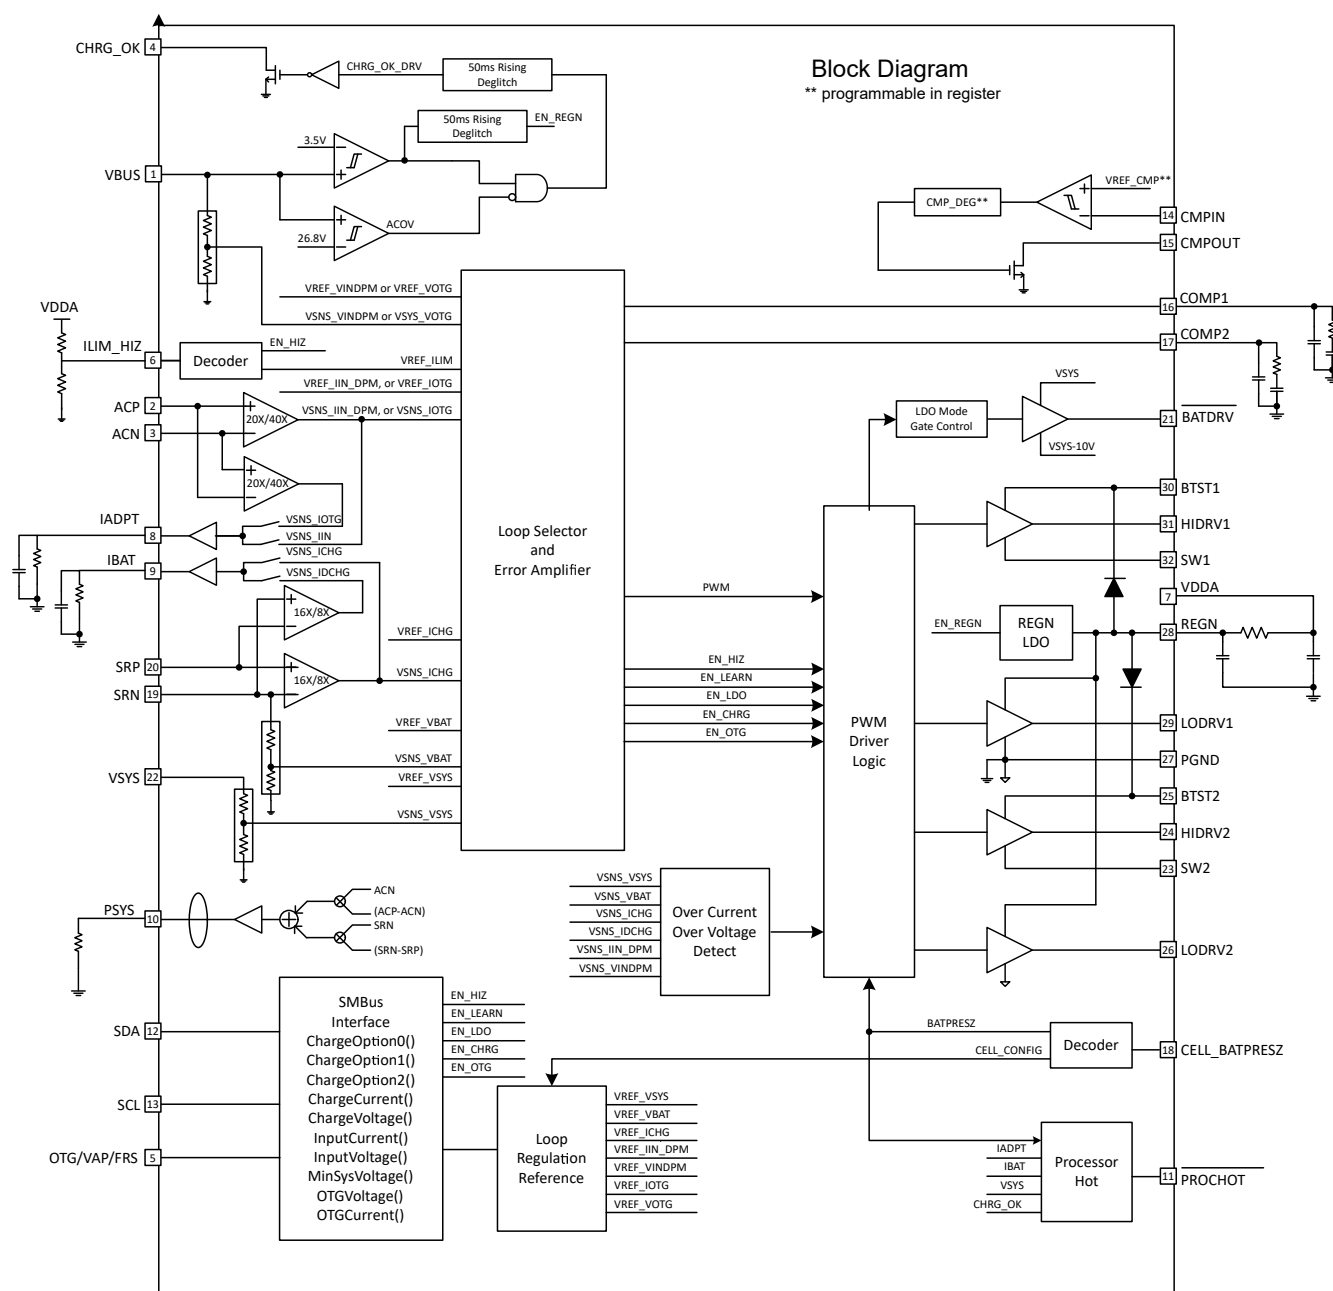 Block Diagram
** programmable in register
CHRG_OK 4
CHRG_OK_DRV
50ms Rising
Deglitch
50ms Rising
Deglitch
EN_REGN
3.5V
VBUS 1
ACOV
26.8V
VREF_CMP**
CMP_DEG**
14 CMPIN
15 CMPOUT
VREF_VINDPM or VREF_VOTG
VSNS_VINDPM or VSYS_VOTG
VDDA
ILIM_HIZ 6
Decoder
EN_HIZ
VREF_ILIM
VREF_IIN_DPM, or VREF_IOTG
VSNS_IIN_DPM, or VSNS_IOTG
ACP 2
ACN 3
20X/40X
20X/40X
IADPT 8
VSNS_IOTG
VSNS_IIN
IBAT 9
VSNS_ICHG
VSNS_IDCHG
16X/8X
VREF_ICHG
SRP 20
16X/8X
VSNS_ICHG
SRN 19
VREF_VBAT
VSNS_VBAT
VREF_VSYS
VSYS 22
VSNS_VSYS
Loop Selector
and
Error Amplifier
16 COMP1
17 COMP2
VSYS
LDO Mode
Gate Control
21 BATDRV
VSYS-10V
30 BTST1
31 HIDRV1
32 SW1
7 VDDA
PWM
EN_REGN
REGN
LDO
28 REGN
EN_HIZ
EN_LEARN
EN_LDO
EN_CHRG
EN_OTG
PWM
Driver
Logic
29 LODRV1
27 PGND
25 BTST2
24 HIDRV2
23 SW2
26 LODRV2
PSYS 10
ACN
(ACP-ACN)
SRN
(SRN-SRP)
VSNS_VSYS
VSNS_VBAT
VSNS_ICHG
VSNS_IDCHG
VSNS_IIN_DPM
VSNS_VINDPM
Over Current
Over Voltage
Detect
SDA 12
SCL 13
OTG/VAP/FRS 5
SMBus
Interface
ChargeOption0()
ChargeOption1()
ChargeOption2()
ChargeCurrent()
ChargeVoltage()
InputCurrent()
InputVoltage()
MinSysVoltage()
OTGVoltage()
OTGCurrent()
EN_HIZ
EN_LEARN
EN_LDO
EN_CHRG
EN_OTG
Loop
Regulation
Reference
VREF_VSYS
VREF_VBAT
VREF_ICHG
VREF_IIN_DPM
VREF_VINDPM
VREF_IOTG
VREF_VOTG
BATPRESZ
CELL_CONFIG
Decoder
18 CELL_BATPRESZ
IADPT
IBAT
VSYS
CHRG_OK
Processor
Hot
11 PROCHOT